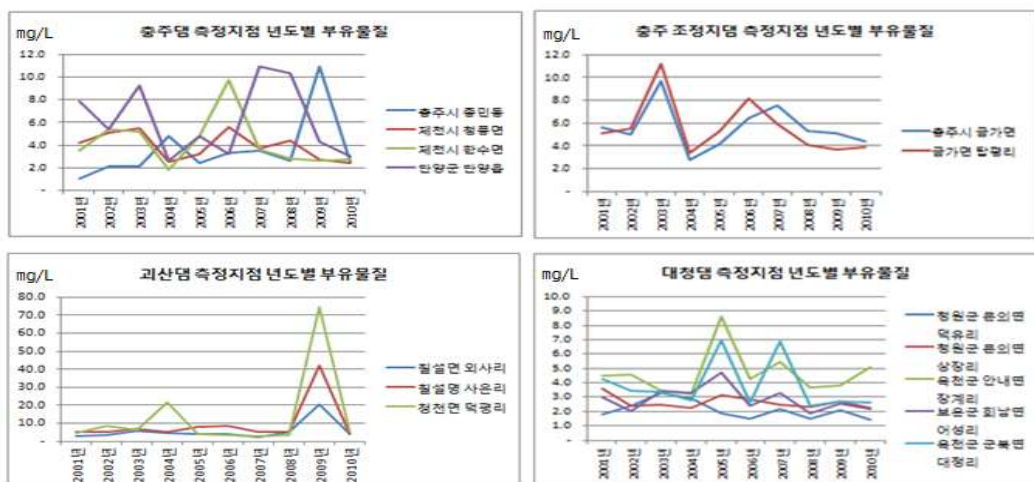 mg/L
충주댐 측정지점 년도별 부유물질
12.0
10.0
8.0
6.0
4.0
2.0
-
2001년
2002년
2003년
2004년
2005년
2006년
2007년
2008년
2009년
2010년
충주시 종민동
제천시 청풍면
제천시 한수면
단양군 단양읍
mg/L
충주 조정지댐 측정지점 년도별 부유물질
12.0
10.0
8.0
6.0
4.0
2.0
-
2001년
2002년
2003년
2004년
2005년
2006년
2007년
2008년
2009년
2010년
충주시 금가면
금가면 탑평리
mg/L
괴산댐 측정지점 년도별 부유물질
80.0
70.0
60.0
50.0
40.0
30.0
20.0
10.0
-
2001년
2002년
2003년
2004년
2005년
2006년
2007년
2008년
2009년
2010년
칠성면 외사리
사은리
청천면 덕평리
mg/L
대청댐 측정지점 년도별 부유물질
10.0
9.0
8.0
7.0
6.0
5.0
4.0
3.0
2.0
1.0
-
2001년
2002년
2003년
2004년
2005년
2006년
2007년
2008년
2009년
2010년
청원군 문의면
덕유리
청원군 문의면
상장리
옥천군 안내면
장계리
보은군 회남면
어성리
옥천군 군북면
대정리